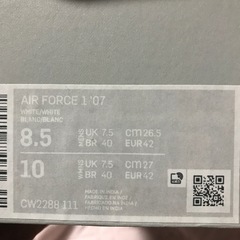 AIR FORCE 1 '07
WHITE/WHITE
BLANC/BLANC
8.5 MENS UK 7.5 CM 26.5
BR 40 EUR 42
10 UK 7.5 CM 27
BR 40 EUR 42
CW2288 111